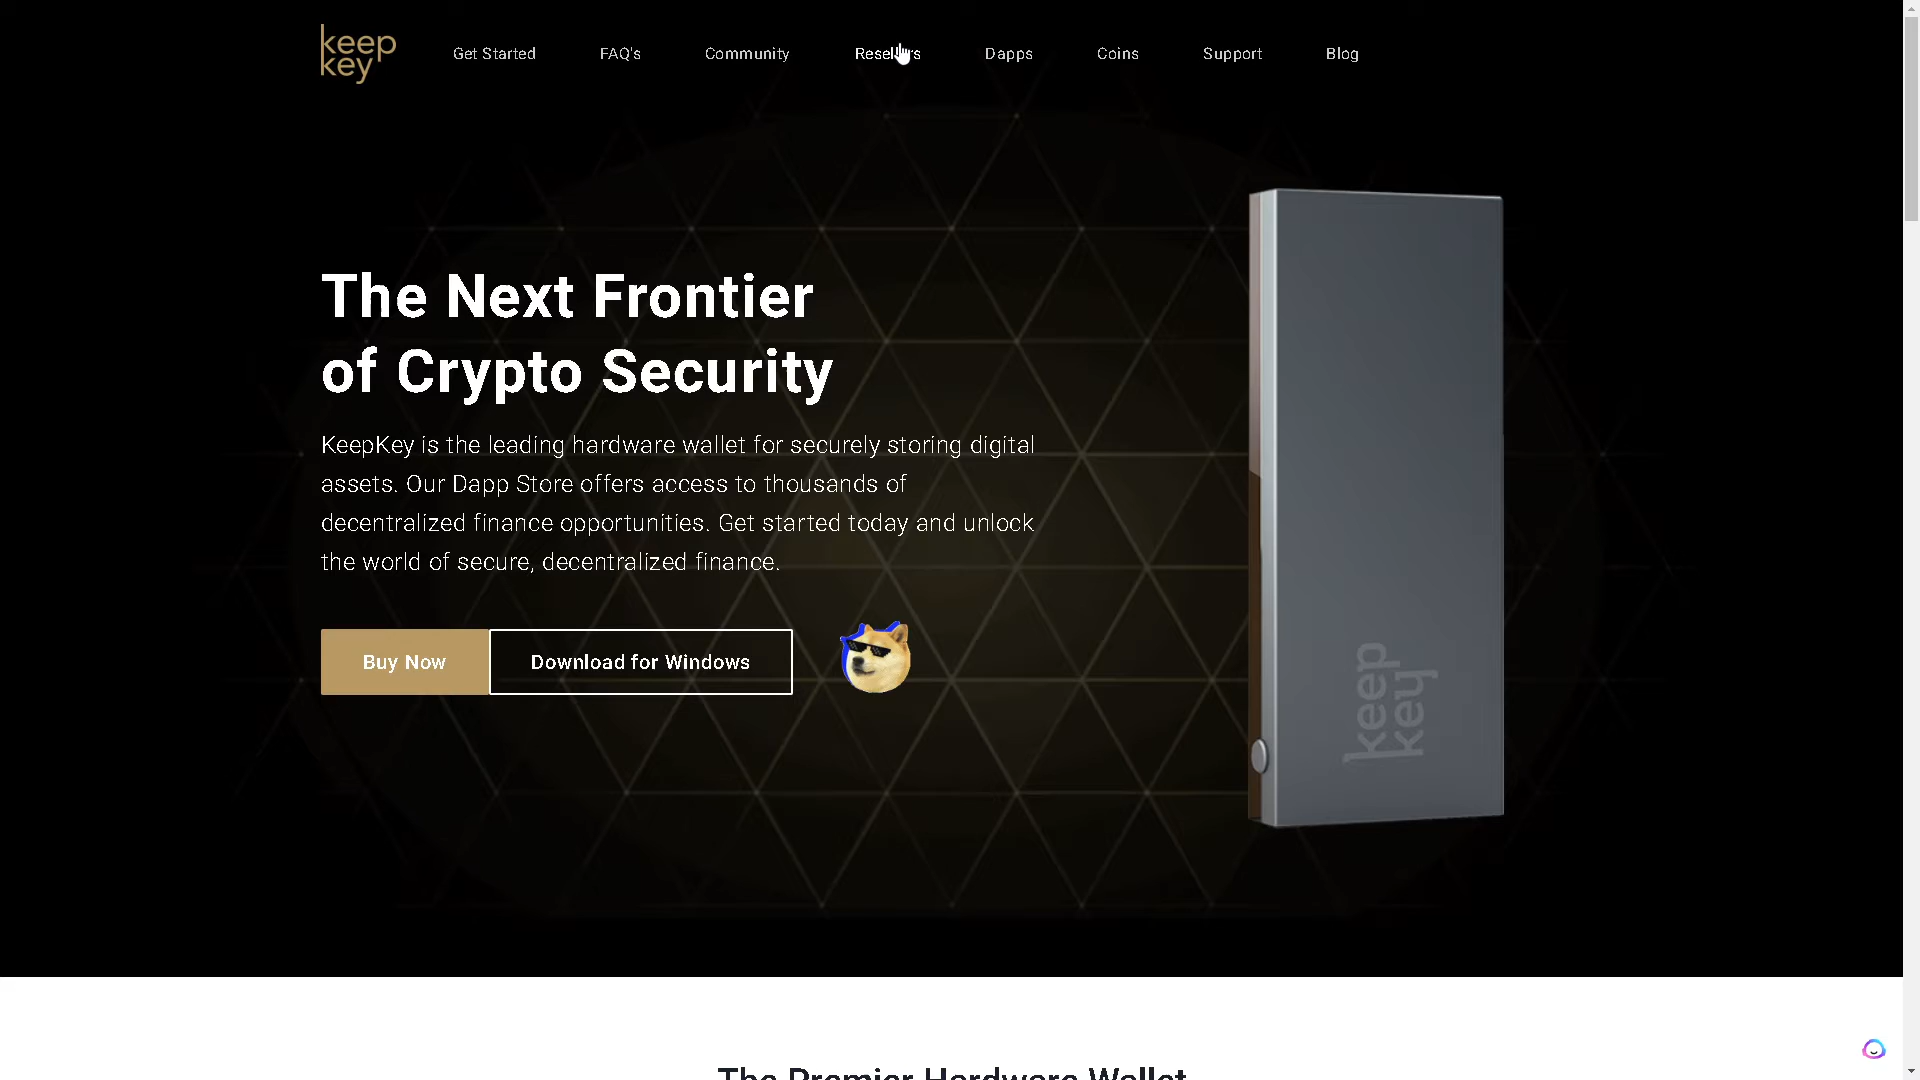 keep
key
Get Started
FAQ's
Community
Resellers
Dapps
Coins
Support
Blog
The Next Frontier
of Crypto Security
KeepKey is the leading hardware wallet for securely storing digital
assets. Our Dapp Store offers access to thousands of
decentralized finance opportunities. Get started today and unlock
the world of secure, decentralized finance.
Buy Now
Download for Windows
keep
key
The Premier Hardware Wallet